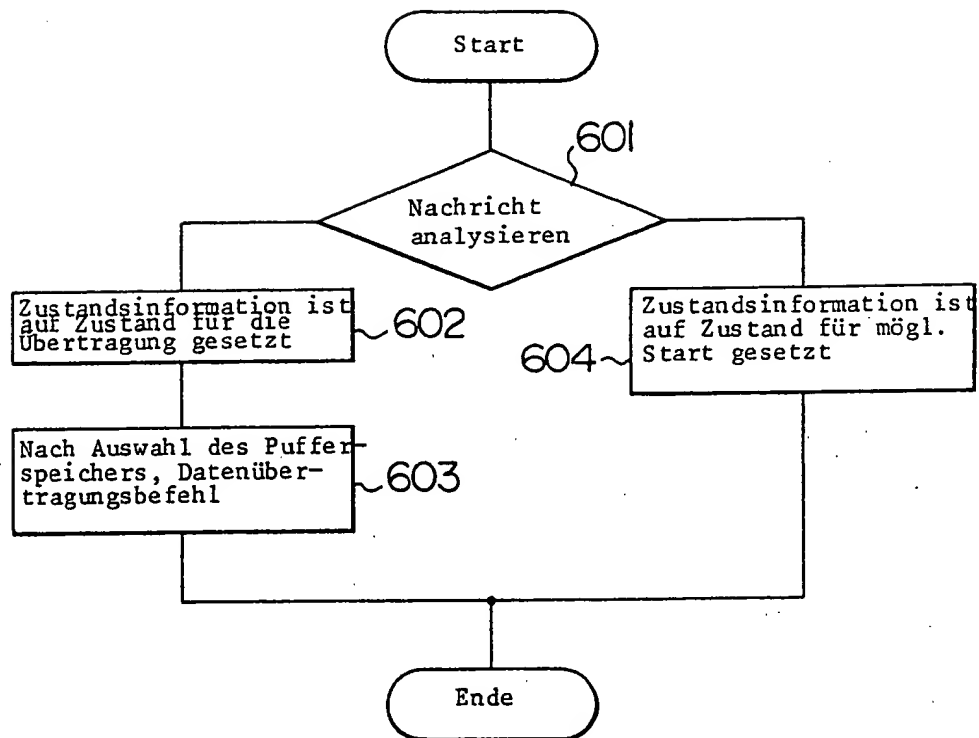 Start
601
Nachricht
analysieren
Zustandsinformation ist
auf Zustand für die
Übertragung gesetzt
602
Zustandsinformation ist
auf Zustand für mögl.
Start gesetzt
604
Nach Auswahl des Puffer-
speichers, Datenüber-
tragungsbefehl
603
Ende